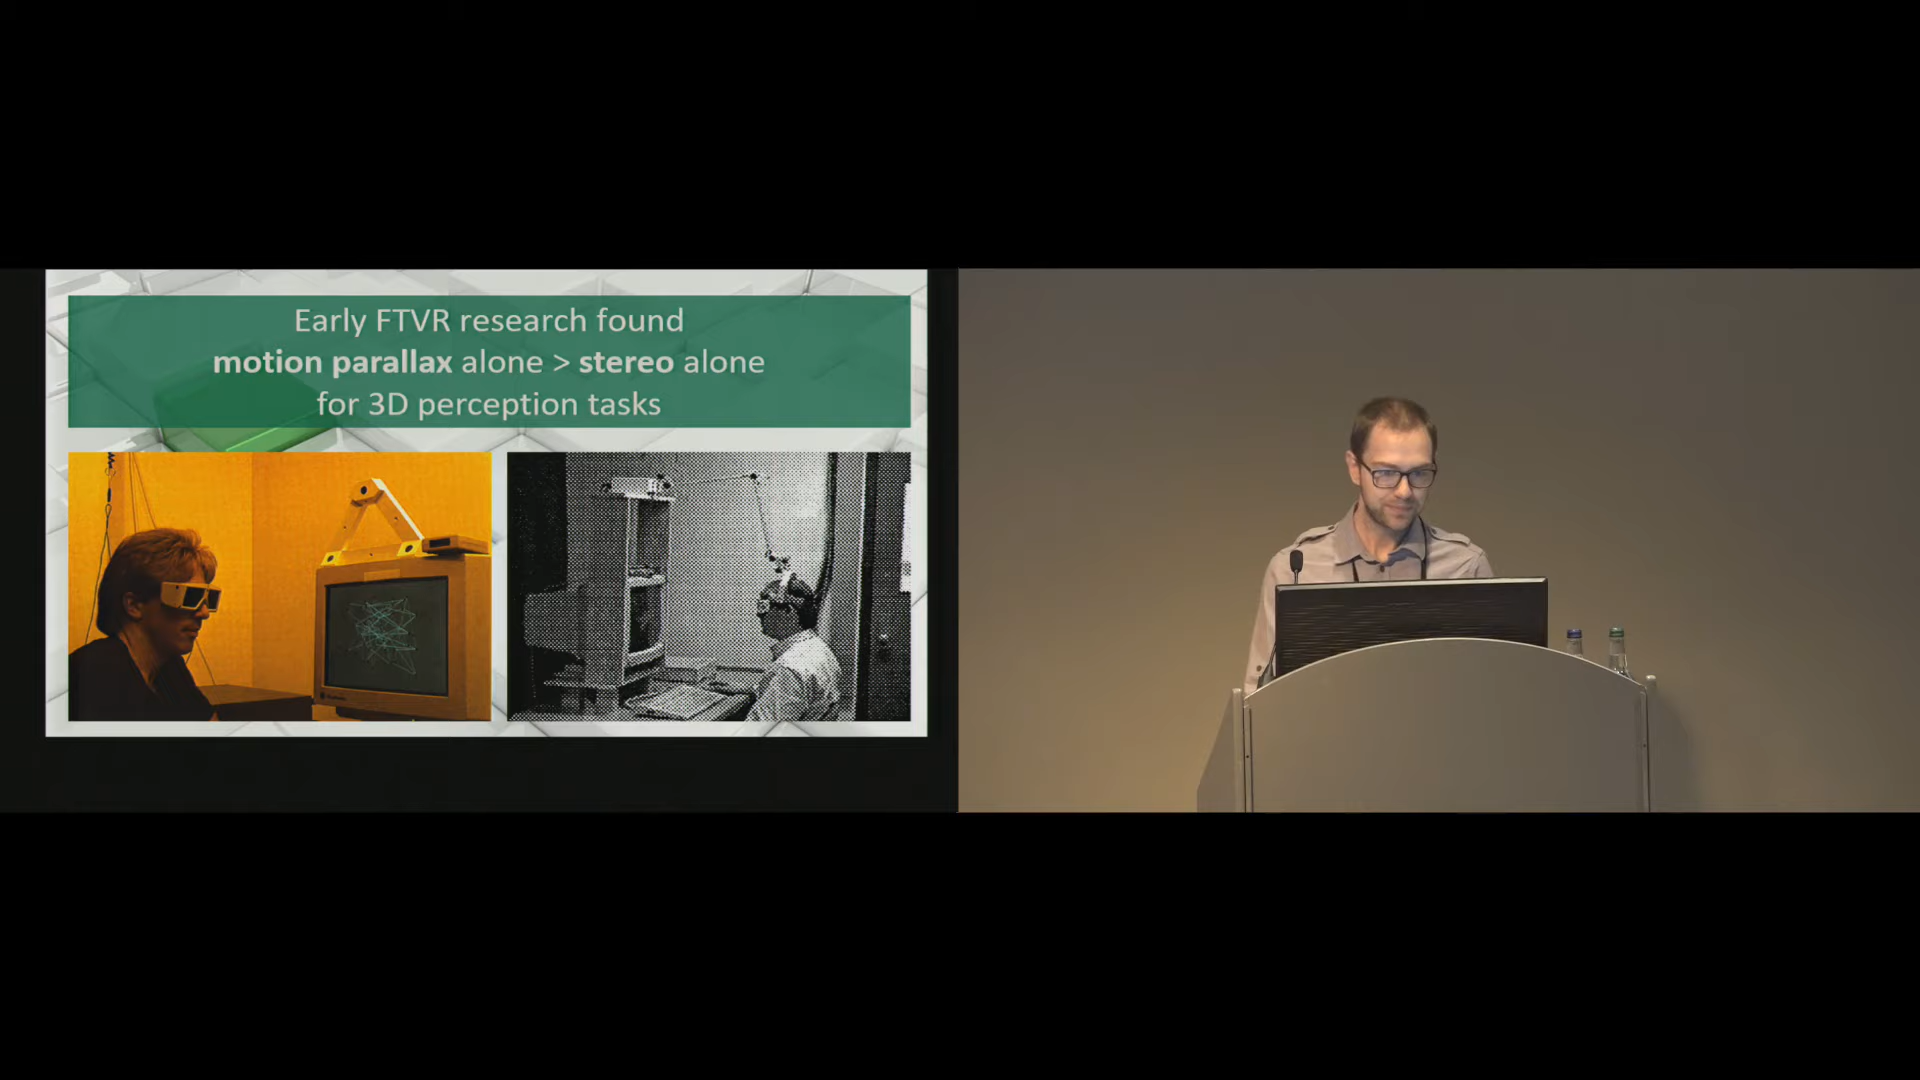 Early FTVR research found
motion parallax alone > stereo alone
for 3D perception tasks